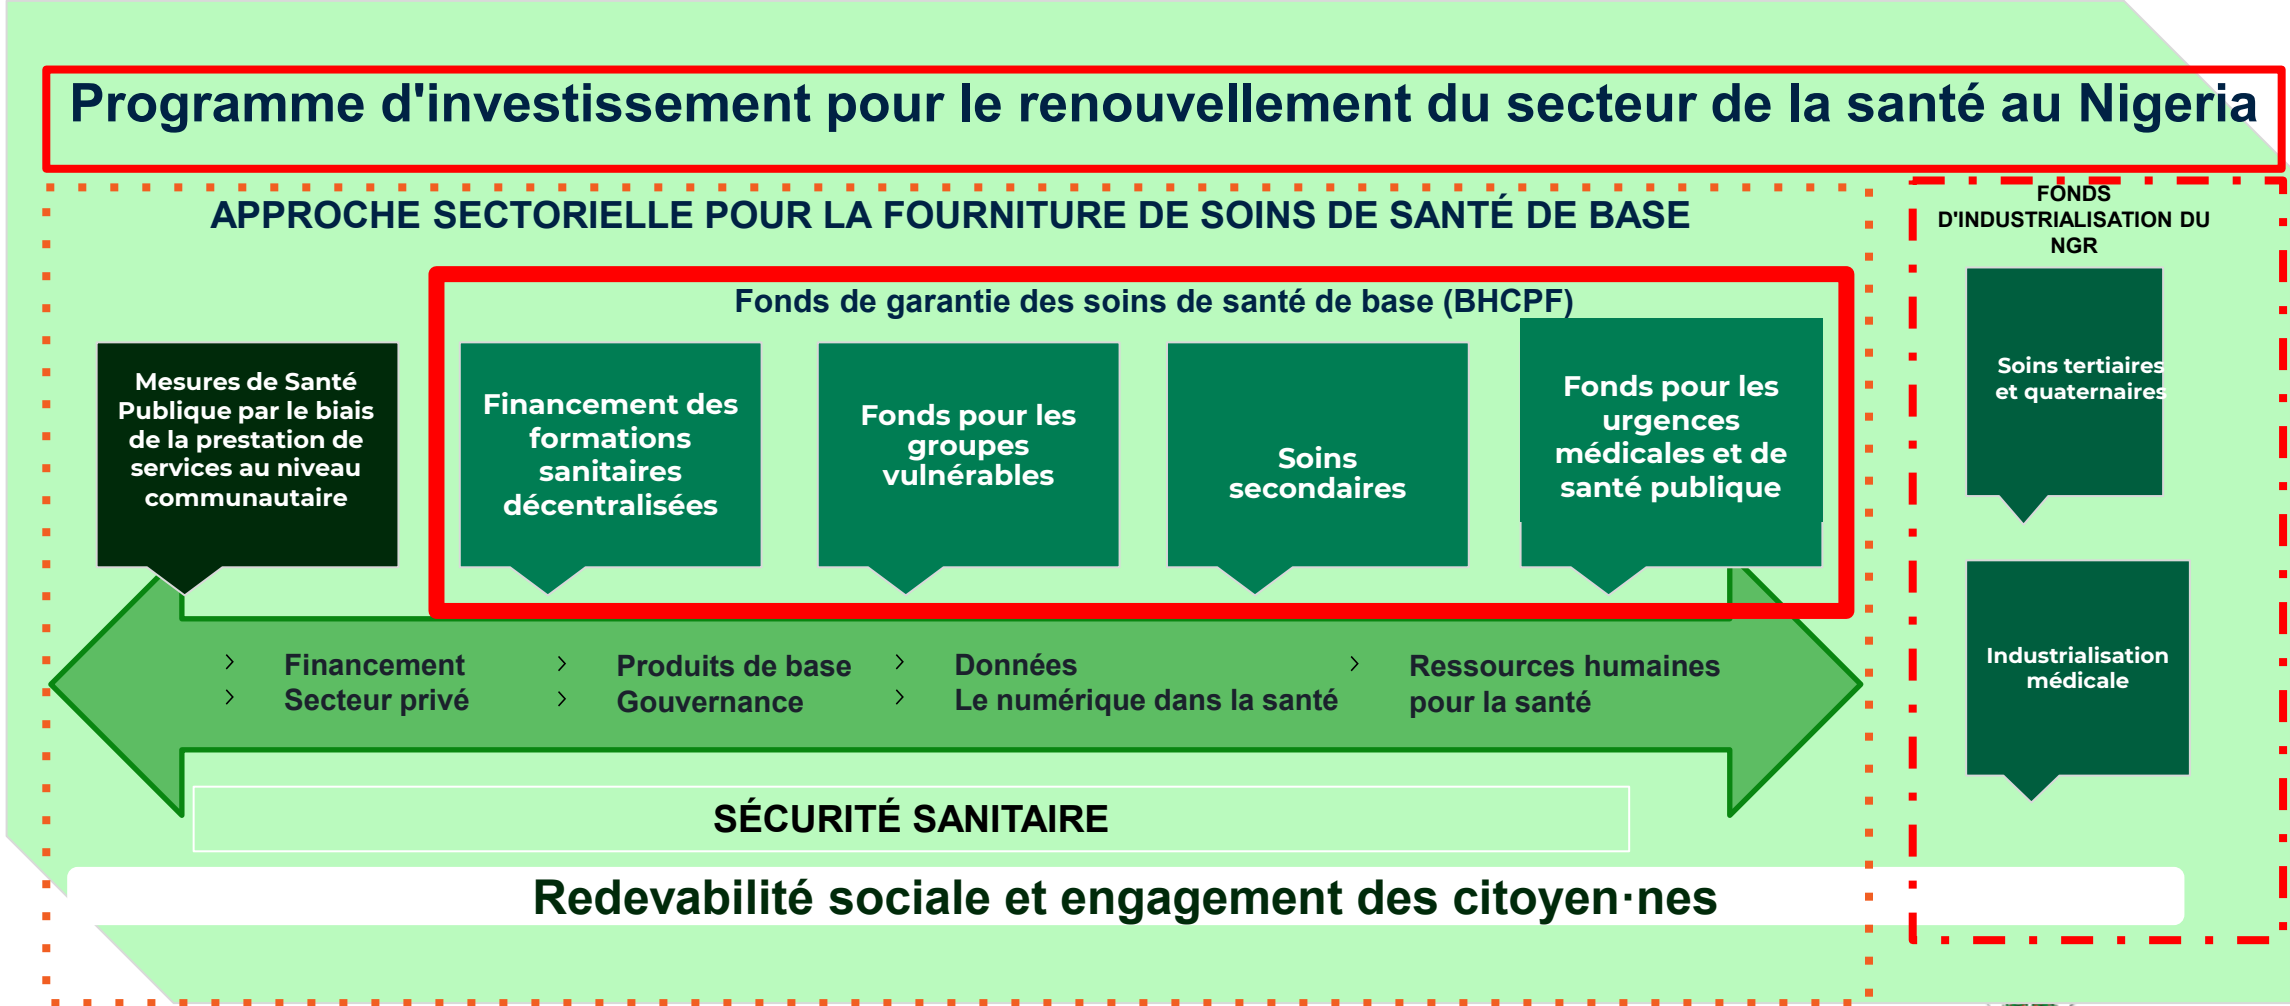 Programme d'investissement pour le renouvellement du secteur de la santé au Nigeria
APPROCHE SECTORIELLE POUR LA FOURNITURE DE SOINS DE SANTÉ DE BASE
Fonds de garantie des soins de santé de base (BHCPF)
Mesures de Santé
Publique par le biais
de la prestation de
services au niveau
communautaire
Financement des
formations
sanitaires
décentralisées
Fonds pour les
groupes
vulnérables
Soins
secondaires
Fonds pour les
urgences
médicales et de
santé publique
Financement
Secteur privé
Produits de base
Gouvernance
Données
Le numérique dans la santé
Ressources humaines
pour la santé
SÉCURITÉ SANITAIRE
Redevabilité sociale et engagement des citoyen·nes
FONDS
D'INDUSTRIALISATION DU
NGR
Soins tertiaires
et quaternaires
Industrialisation
médicale